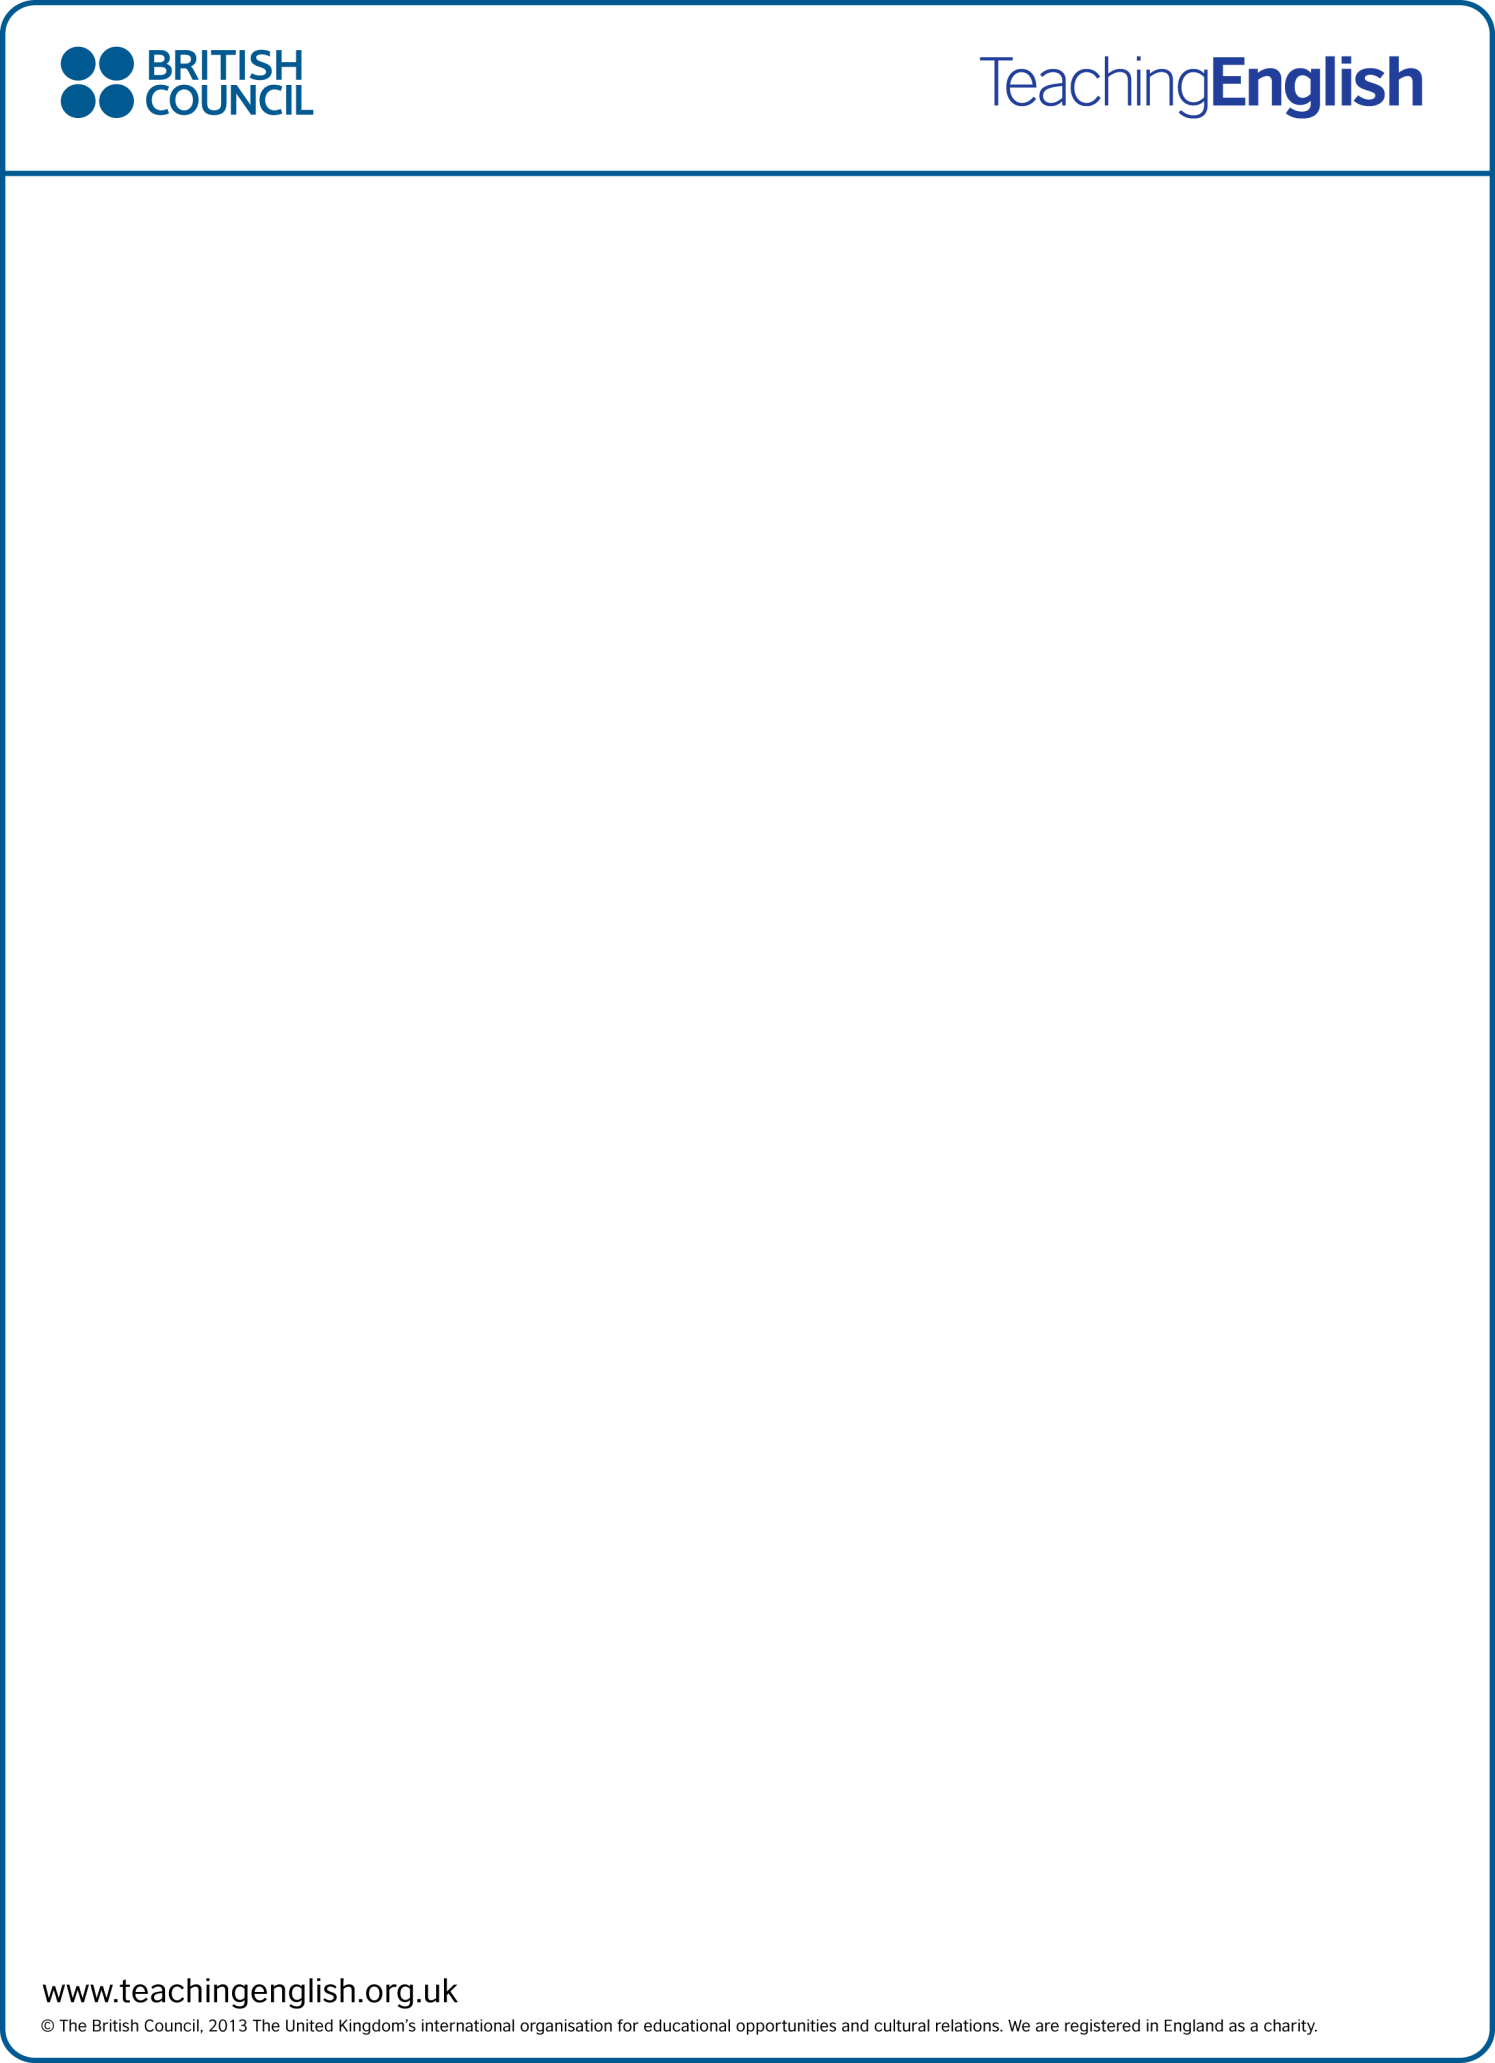 BRITISH
COUNCIL
TeachingEnglish
www.teachingenglish.org.uk
© The British Council, 2013 The United Kingdom’s international organisation for educational opportunities and cultural relations. We are registered in England as a charity.